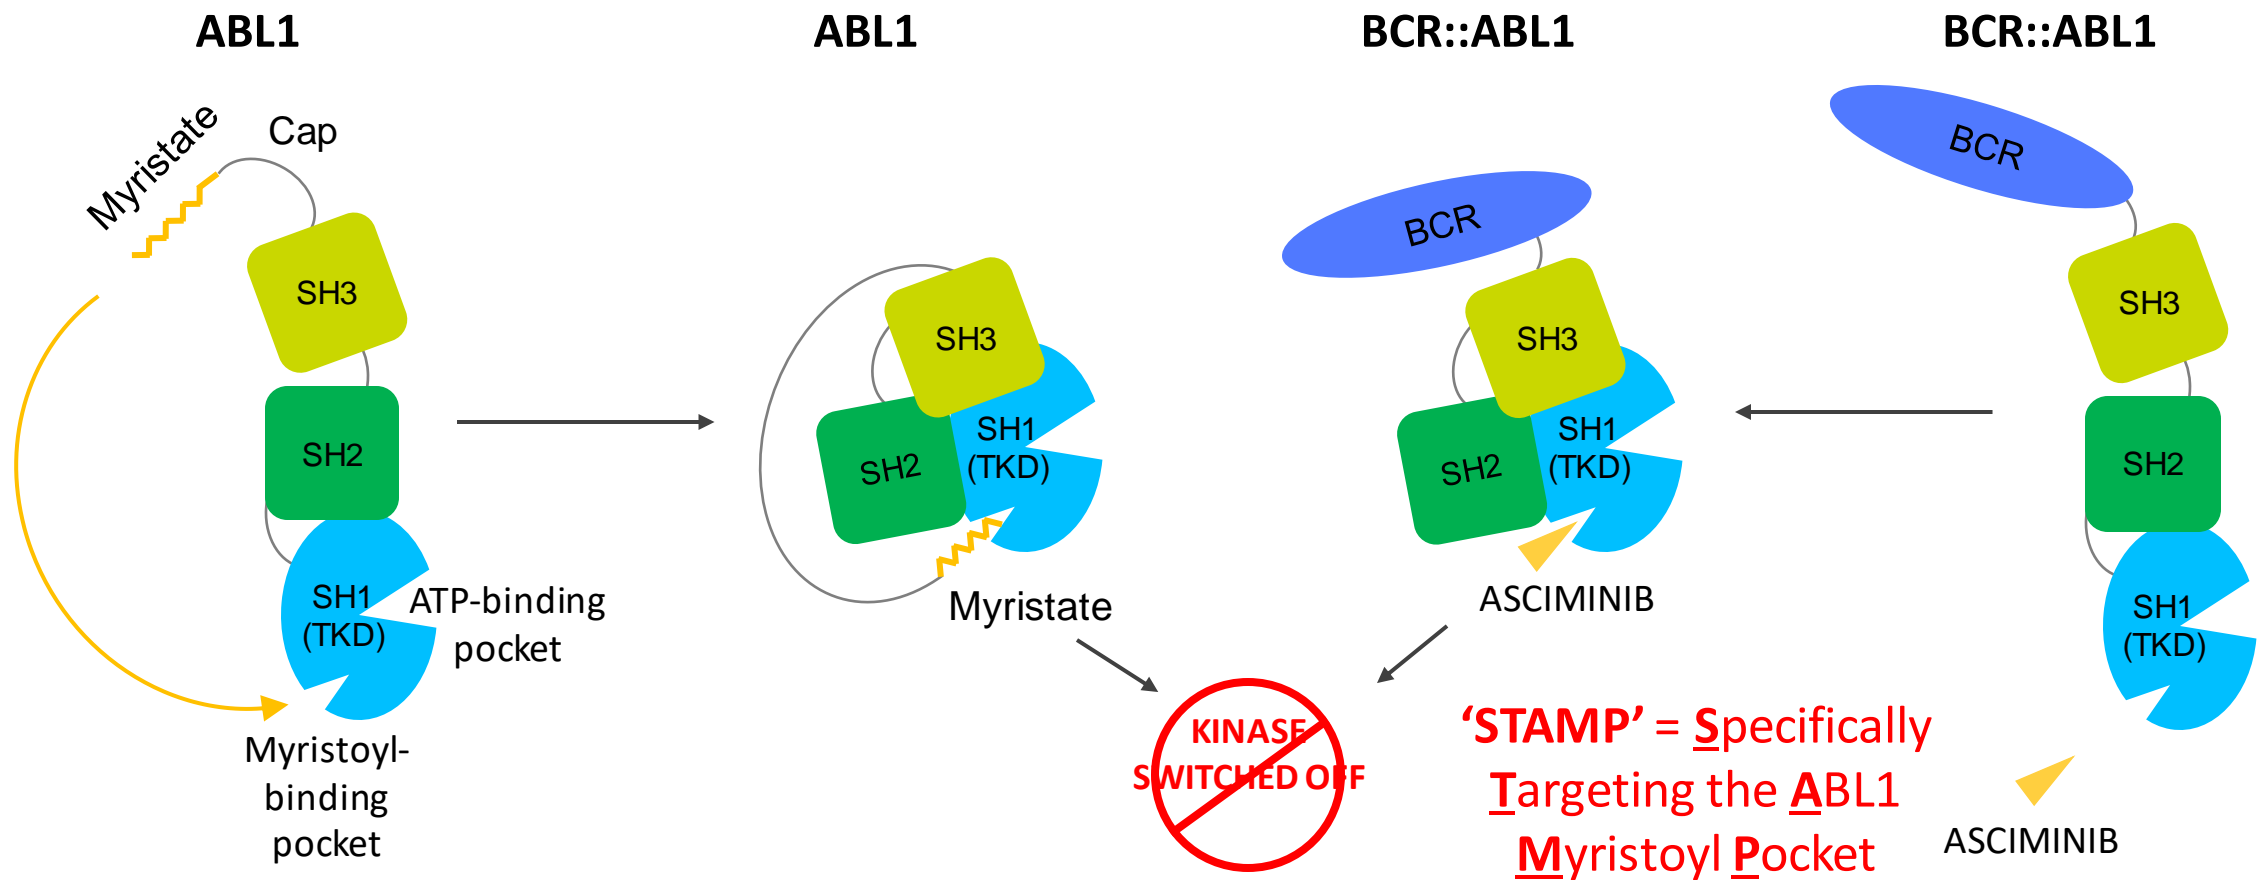 ABL1
ABL1
BCR::ABL1
BCR::ABL1
Myristate
Cap
SH3
SH2
SH1
(TKD)
ATP-binding
pocket
Myristoyl-
binding
pocket
SH3
SH2
SH1
(TKD)
Myristate
BCR
SH3
SH2
SH1
(TKD)
ASCIMINIB
BCR
SH3
SH2
SH1
(TKD)
ASCIMINIB
KINASE
SWITCHED OFF
‘STAMP’ = Specifically
Targeting the ABL1
Myristoyl Pocket